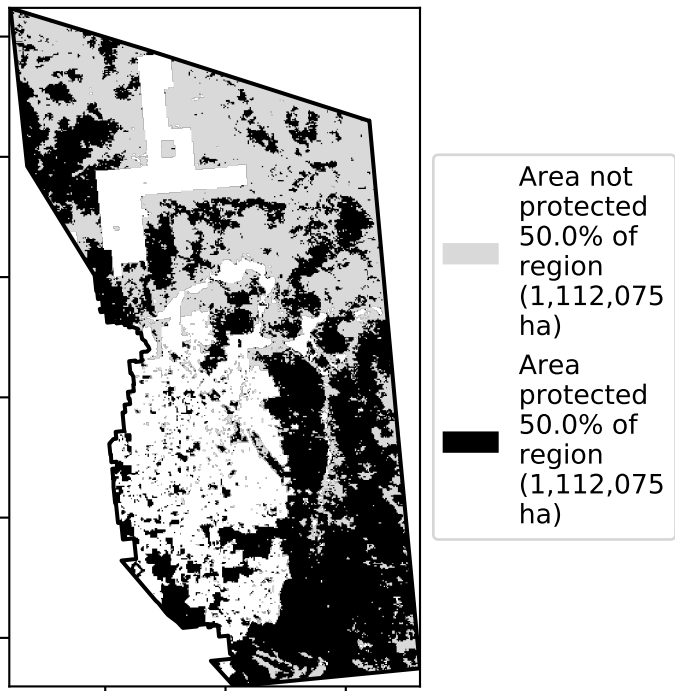 Area not
protected
50.0% of
region
(1,112,075
ha)
Area
protected
50.0% of
region
(1,112,075
ha)